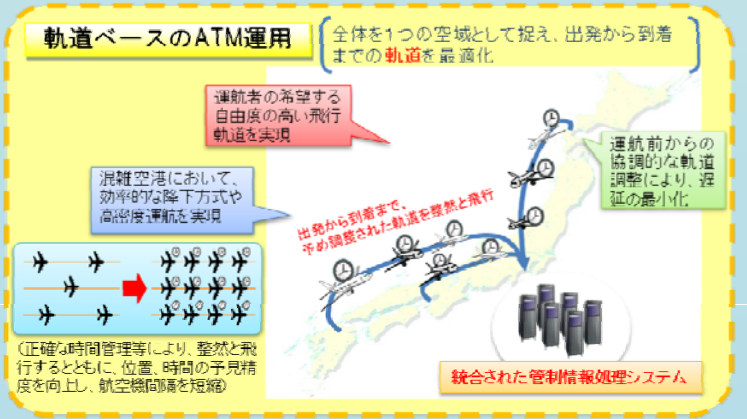 軌道ベースのATM運用
全体を1つの空域として捉え、出発から到着
までの軌道を最適化
運航者の希望する
自由度の高い飛行
軌道を実現
運航前からの
協調的な軌道
調整により、遅
延の最小化
混雑空港において、
効率的な降下方式や
高密度運航を実現
出発から到着まで、
予め調整された軌道を整然と飛行
(正確な時間管理等により、整然と飛
行するとともに、位置、時間の予見精
度を向上し、航空機間隔を短縮)
統合された管制情報処理システム